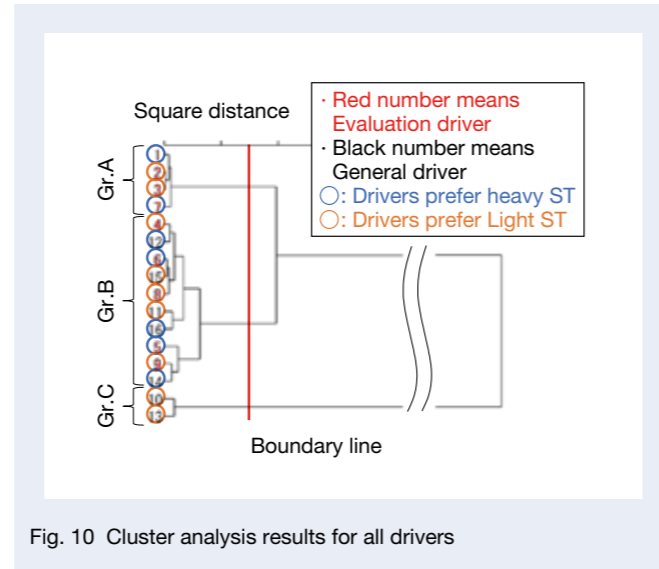 Square distance
· Red number means
Evaluation driver
· Black number means
General driver
○: Drivers prefer heavy ST
○: Drivers prefer Light ST
Gr.A
1
2
3
7
Gr.B
4
12
6
15
8
11
16
5
9
14
Gr.C
10
13
Boundary line
Fig. 10 Cluster analysis results for all drivers